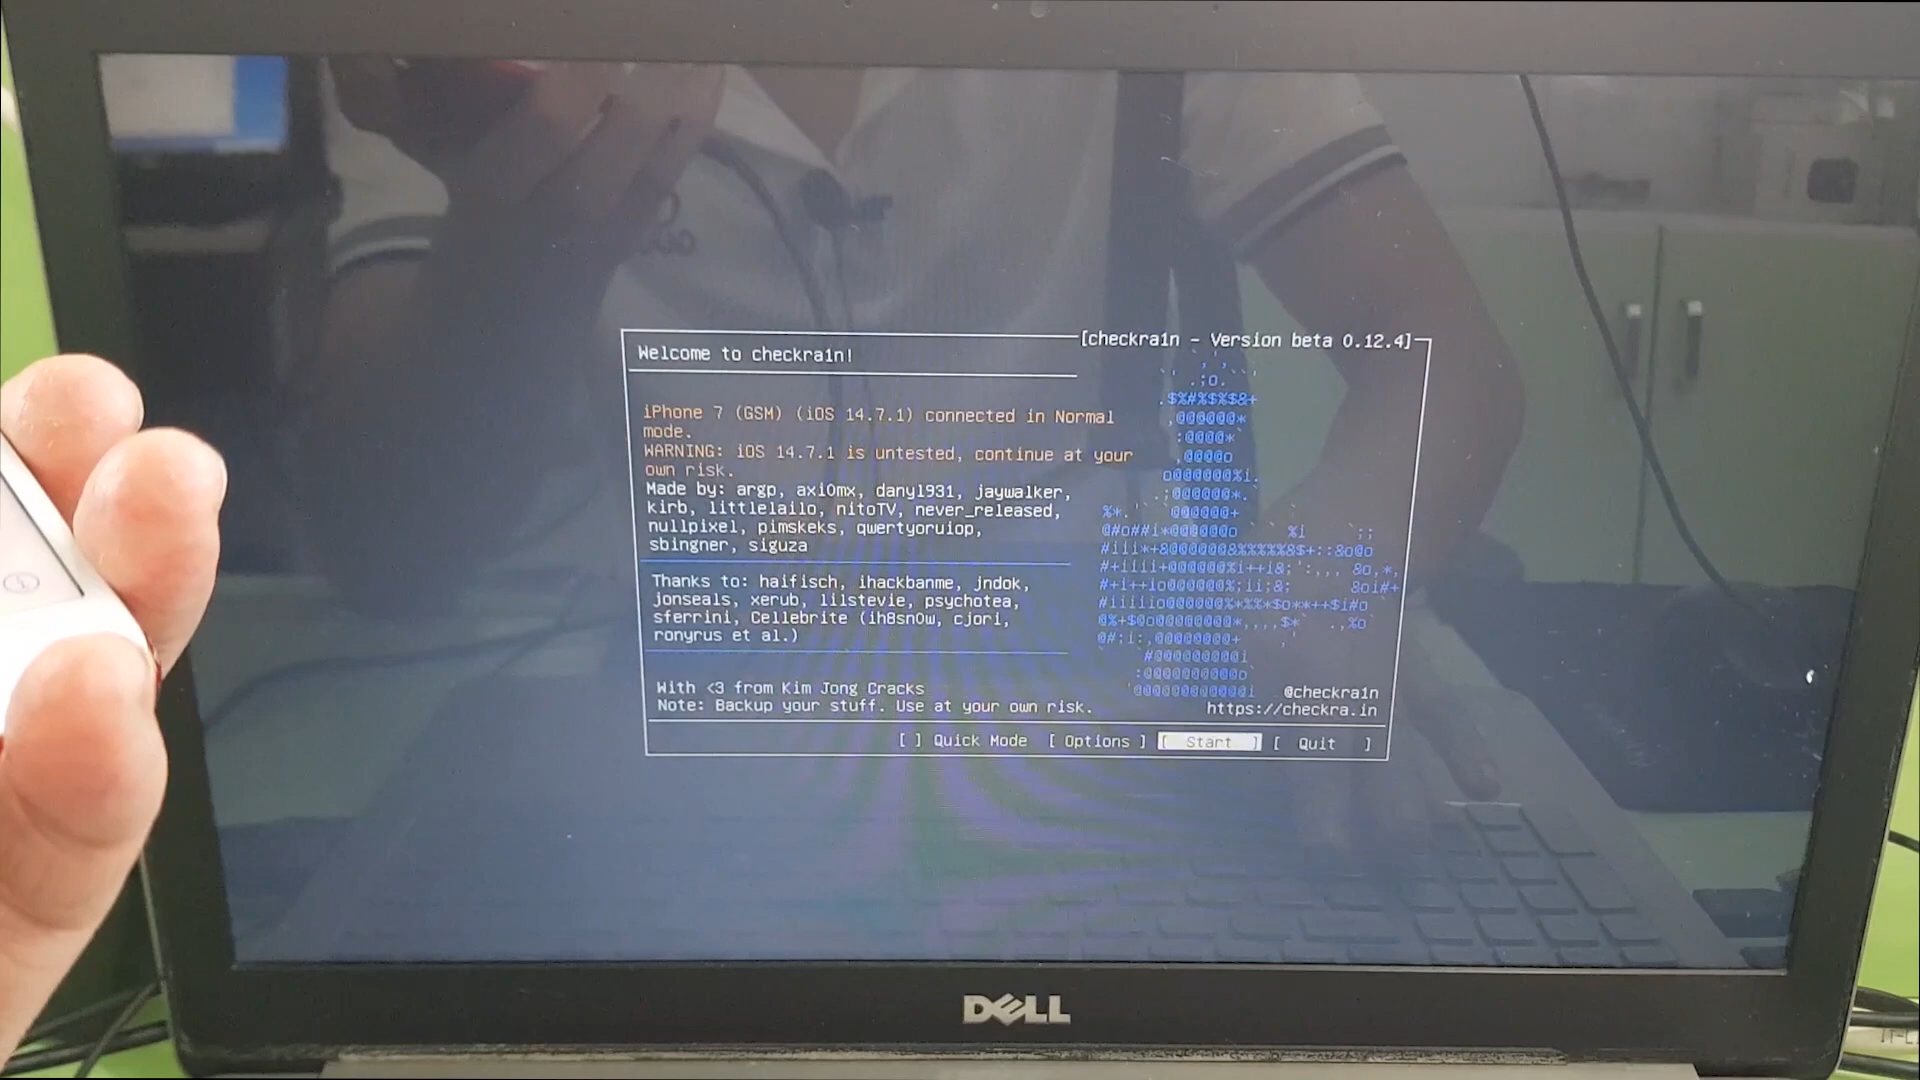 [checkra1n - Version beta 0.12.4]
Welcome to checkra1n!
iPhone 7 (GSM) (iOS 14.7.1) connected in Normal
mode.
WARNING: iOS 14.7.1 is untested, continue at your
own risk.
Made by: argp, axi0mx, danyl931, jaywalker,
kirb, littlelailo, nitoTV, never_released,
nullpixel, pimskeks, qwertyoruiop,
sbingner, siguza
Thanks to: haifisch, ihackbanme, jndok,
jonseals, xerub, lilstevie, psychotea,
sferrini, Cellebrite (ih8sn0w, cjori,
ronyrus et al.)
With <3 from Kim Jong Cracks
Note: Backup your stuff. Use at your own risk.
@checkra1n
https://checkra.in
[ ] Quick Mode [ Options ] [ Start ] [ Quit ]
DELL